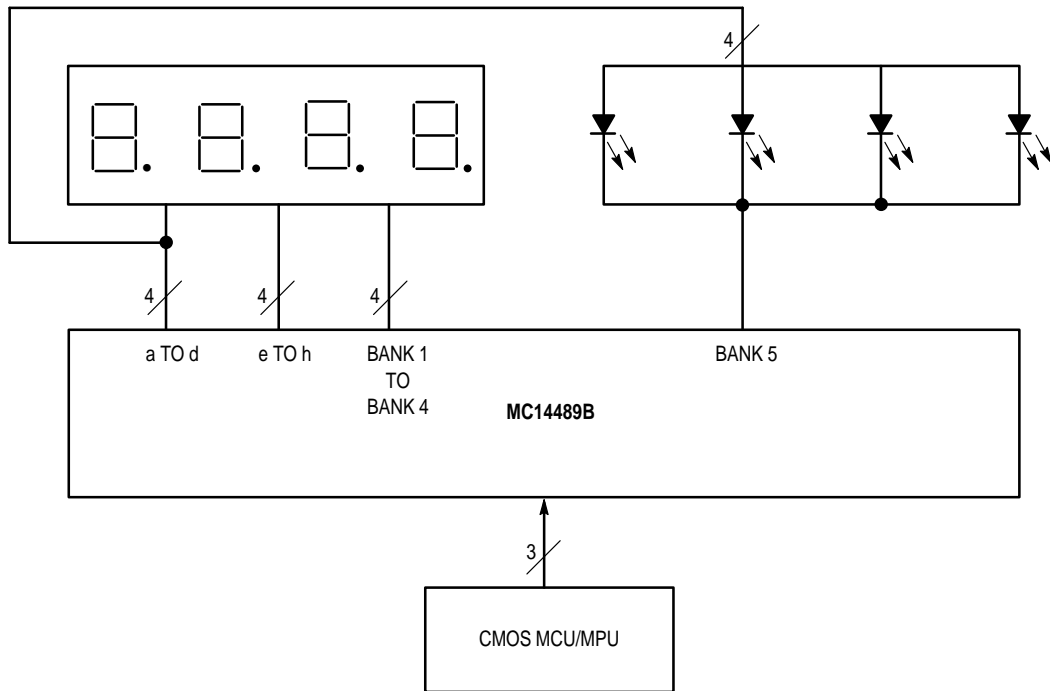 4
4
4
4
a TO d
e TO h
BANK 1
TO
BANK 4
BANK 5
MC14489B
3
CMOS MCU/MPU